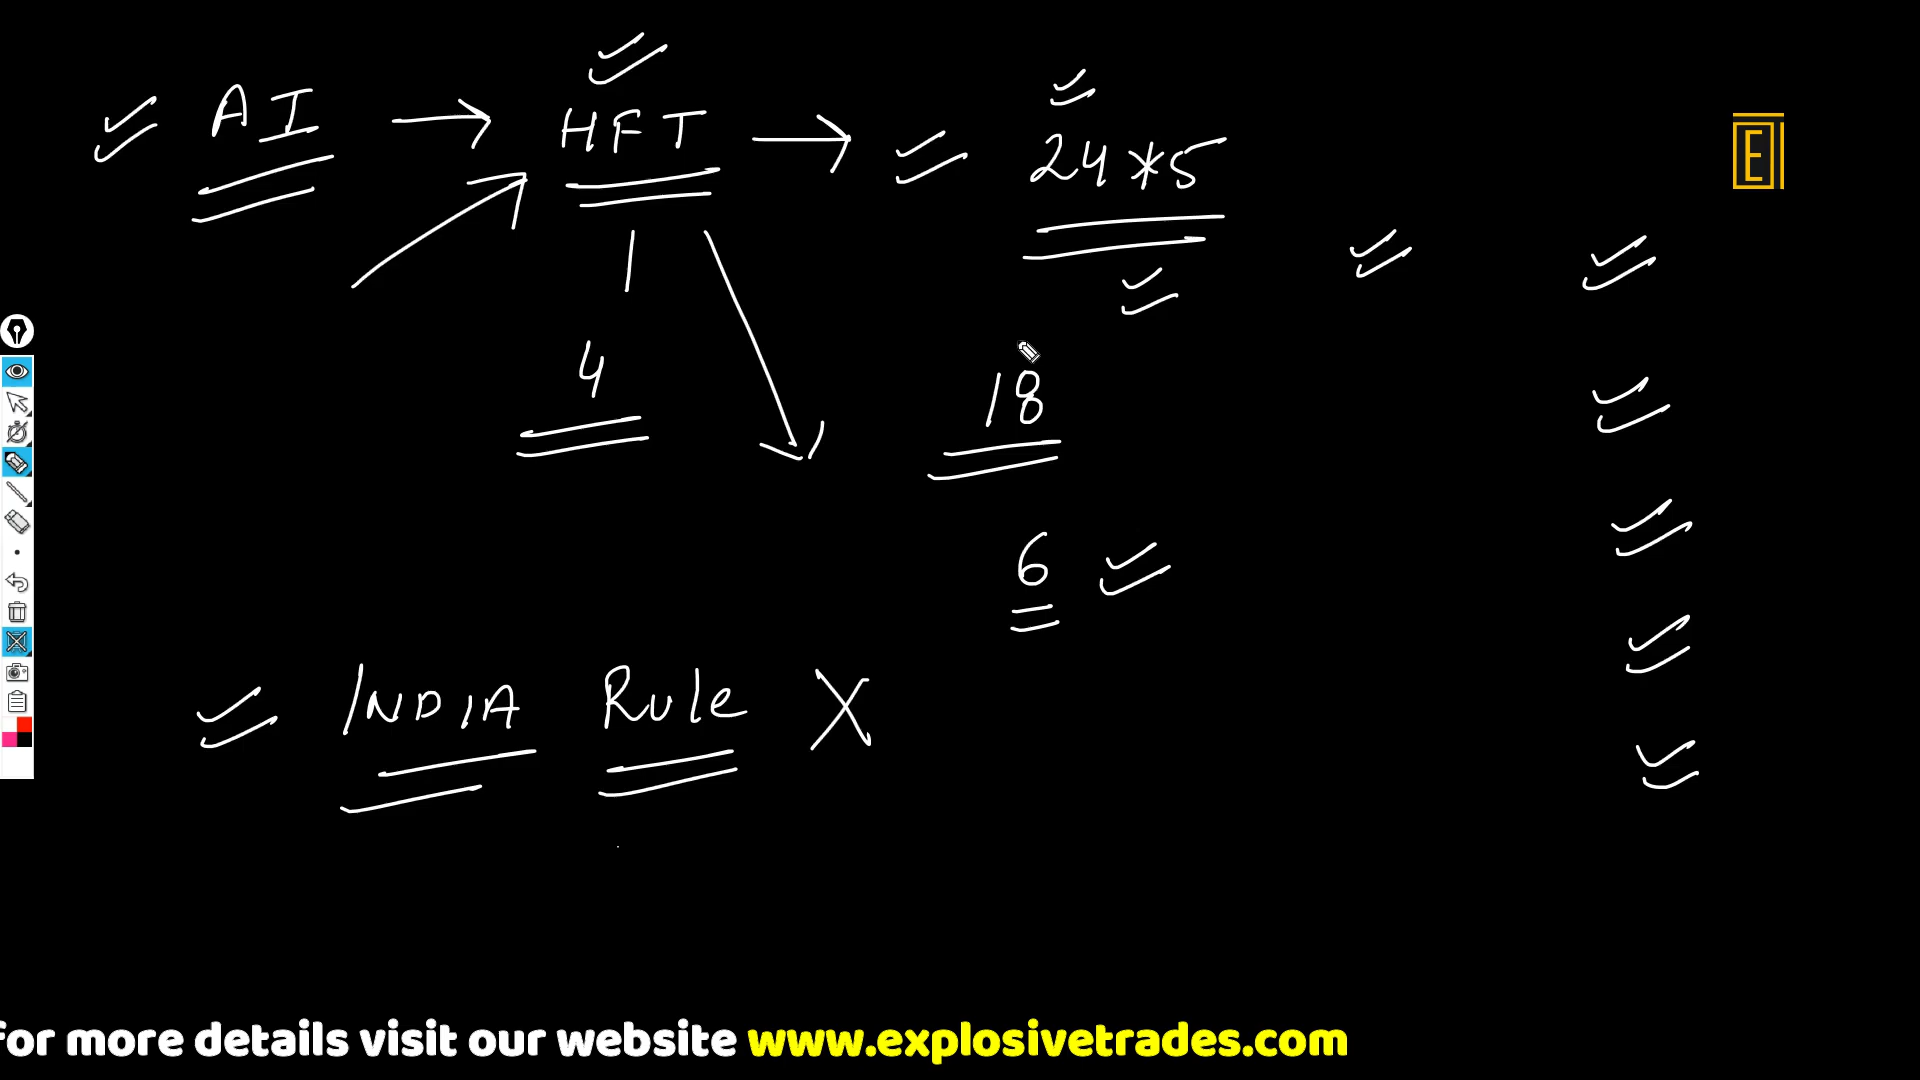 AI → HFT → 24*5
E
4
18
6
INDIA Rule X
for more details visit our website www.explosivetrades.com